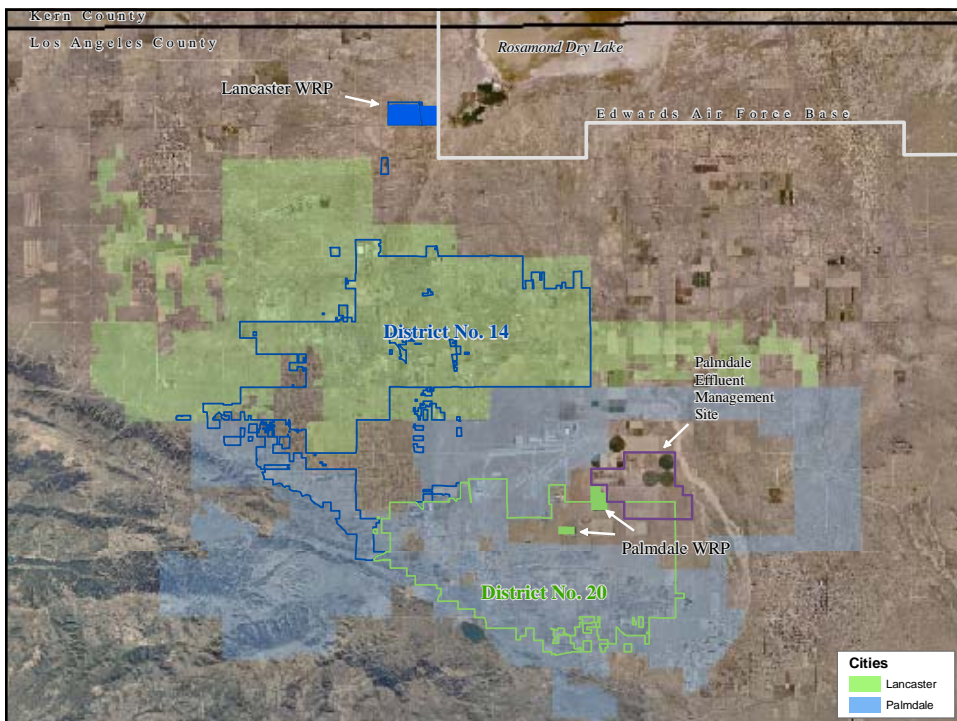 Kern County
Los Angeles County
Rosamond Dry Lake
Lancaster WRP
Edwards Air Force Base
District No. 14
Palmdale
Effluent
Management
Site
Palmdale WRP
District No. 20
Cities
Lancaster
Palmdale